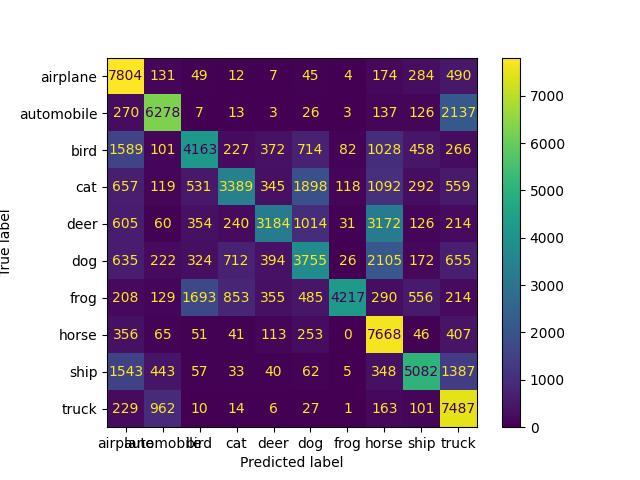 airplane 7804 131 49 12 7 45 4 174 284 490
automobile 270 6278 7 13 3 26 3 137 126 2137
bird 1589 101 4163 227 372 714 82 1028 458 266
cat 657 119 531 3389 345 1898 118 1092 292 559
deer 605 60 354 240 3184 1014 31 3172 126 214
dog 635 222 324 712 394 3755 26 2105 172 655
frog 208 129 1693 853 355 485 4217 290 556 214
horse 356 65 51 41 113 253 0 7668 46 407
ship 1543 443 57 33 40 62 5 348 5082 1387
truck 229 962 10 14 6 27 1 163 101 7487
airplane automobile bird cat deer dog frog horse ship truck
Predicted label
True label
7000
6000
5000
4000
3000
2000
1000
0